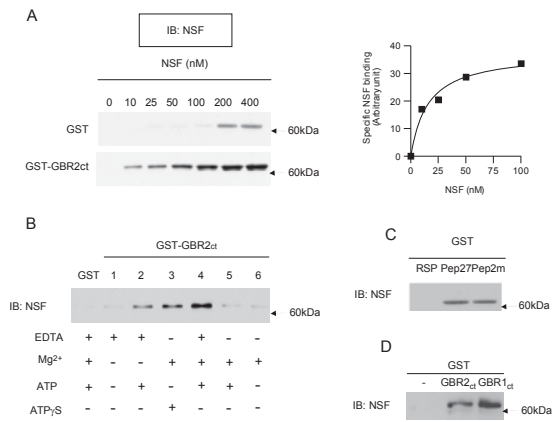 A
IB: NSF
NSF (nM)
0 10 25 50 100 200 400
GST
60kDa
GST-GBR2ct
60kDa
Specific NSF binding
(Arbitrary unit)
40
30
20
10
0
0 25 50 75 100
NSF (nM)
B
GST-GBR2ct
GST 1 2 3 4 5 6
IB: NSF
60kDa
EDTA + + + - + - -
Mg2+ + - - + + + +
ATP + - + - + + -
ATPγS - - - + - - -
C
GST
RSP Pep27 Pep2m
IB: NSF
60kDa
D
GST
- GBR2ct GBR1ct
IB: NSF
60kDa